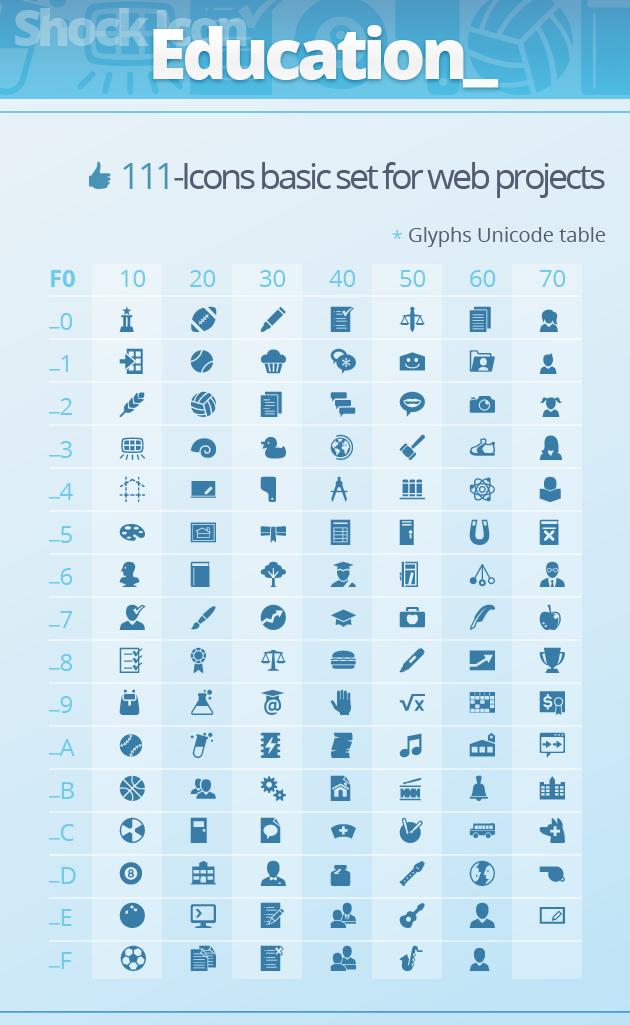 Shock Icon
Education_
111-Icons basic set for web projects
* Glyphs Unicode table
F0 10 20 30 40 50 60 70
_0
_1
_2
_3
_4
_5
_6
_7
_8
_9
_A
_B
_C
_D
_E
_F